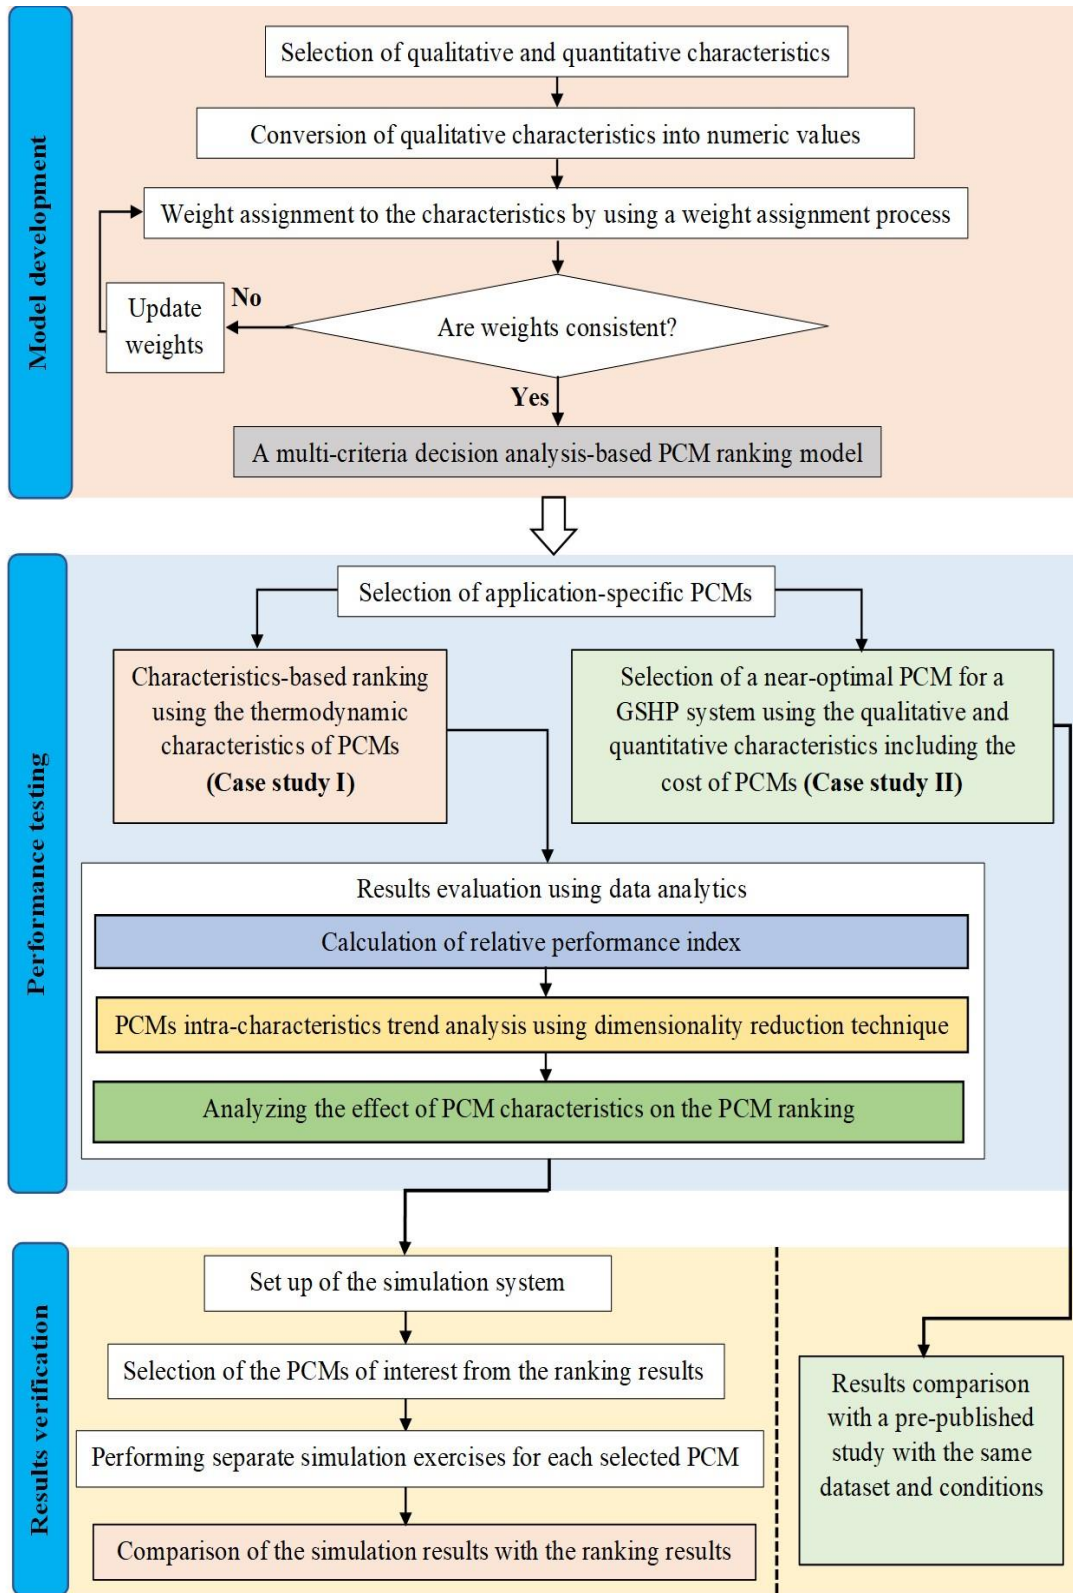 Model development
Selection of qualitative and quantitative characteristics
Conversion of qualitative characteristics into numeric values
Weight assignment to the characteristics by using a weight assignment process
Are weights consistent?
No
Update
weights
Yes
A multi-criteria decision analysis-based PCM ranking model
Performance testing
Selection of application-specific PCMs
Characteristics-based ranking
using the thermodynamic
characteristics of PCMs
(Case study I)
Selection of a near-optimal PCM for a
GSHP system using the qualitative and
quantitative characteristics including the
cost of PCMs (Case study II)
Results evaluation using data analytics
Calculation of relative performance index
PCMs intra-characteristics trend analysis using dimensionality reduction technique
Analyzing the effect of PCM characteristics on the PCM ranking
Results verification
Set up of the simulation system
Selection of the PCMs of interest from the ranking results
Performing separate simulation exercises for each selected PCM
Comparison of the simulation results with the ranking results
Results comparison
with a pre-published
study with the same
dataset and conditions